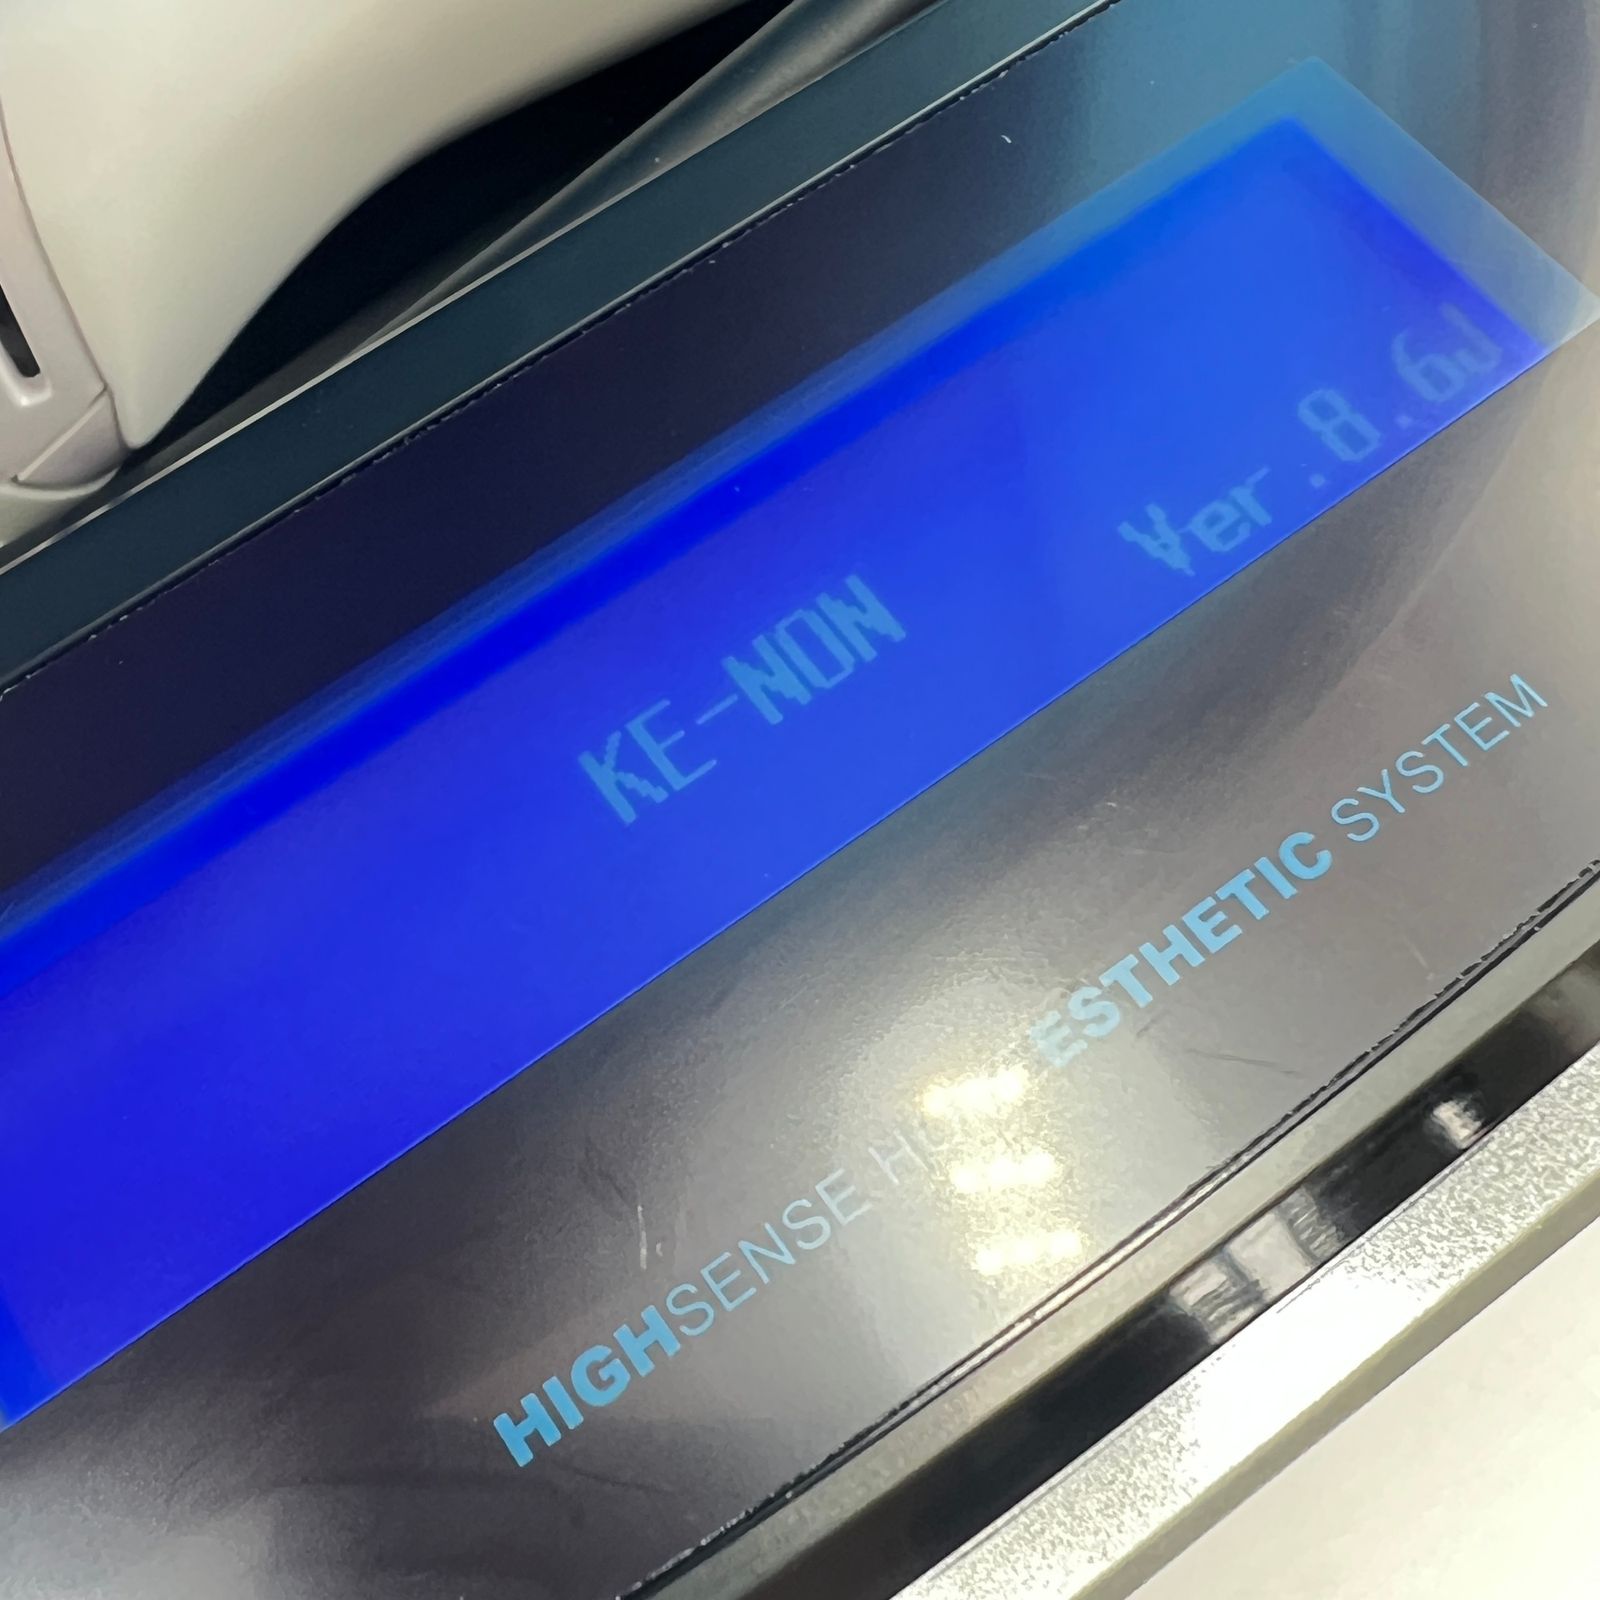 KE-NON
Ver.8.6J
HIGHSENSE ESTHETIC SYSTEM